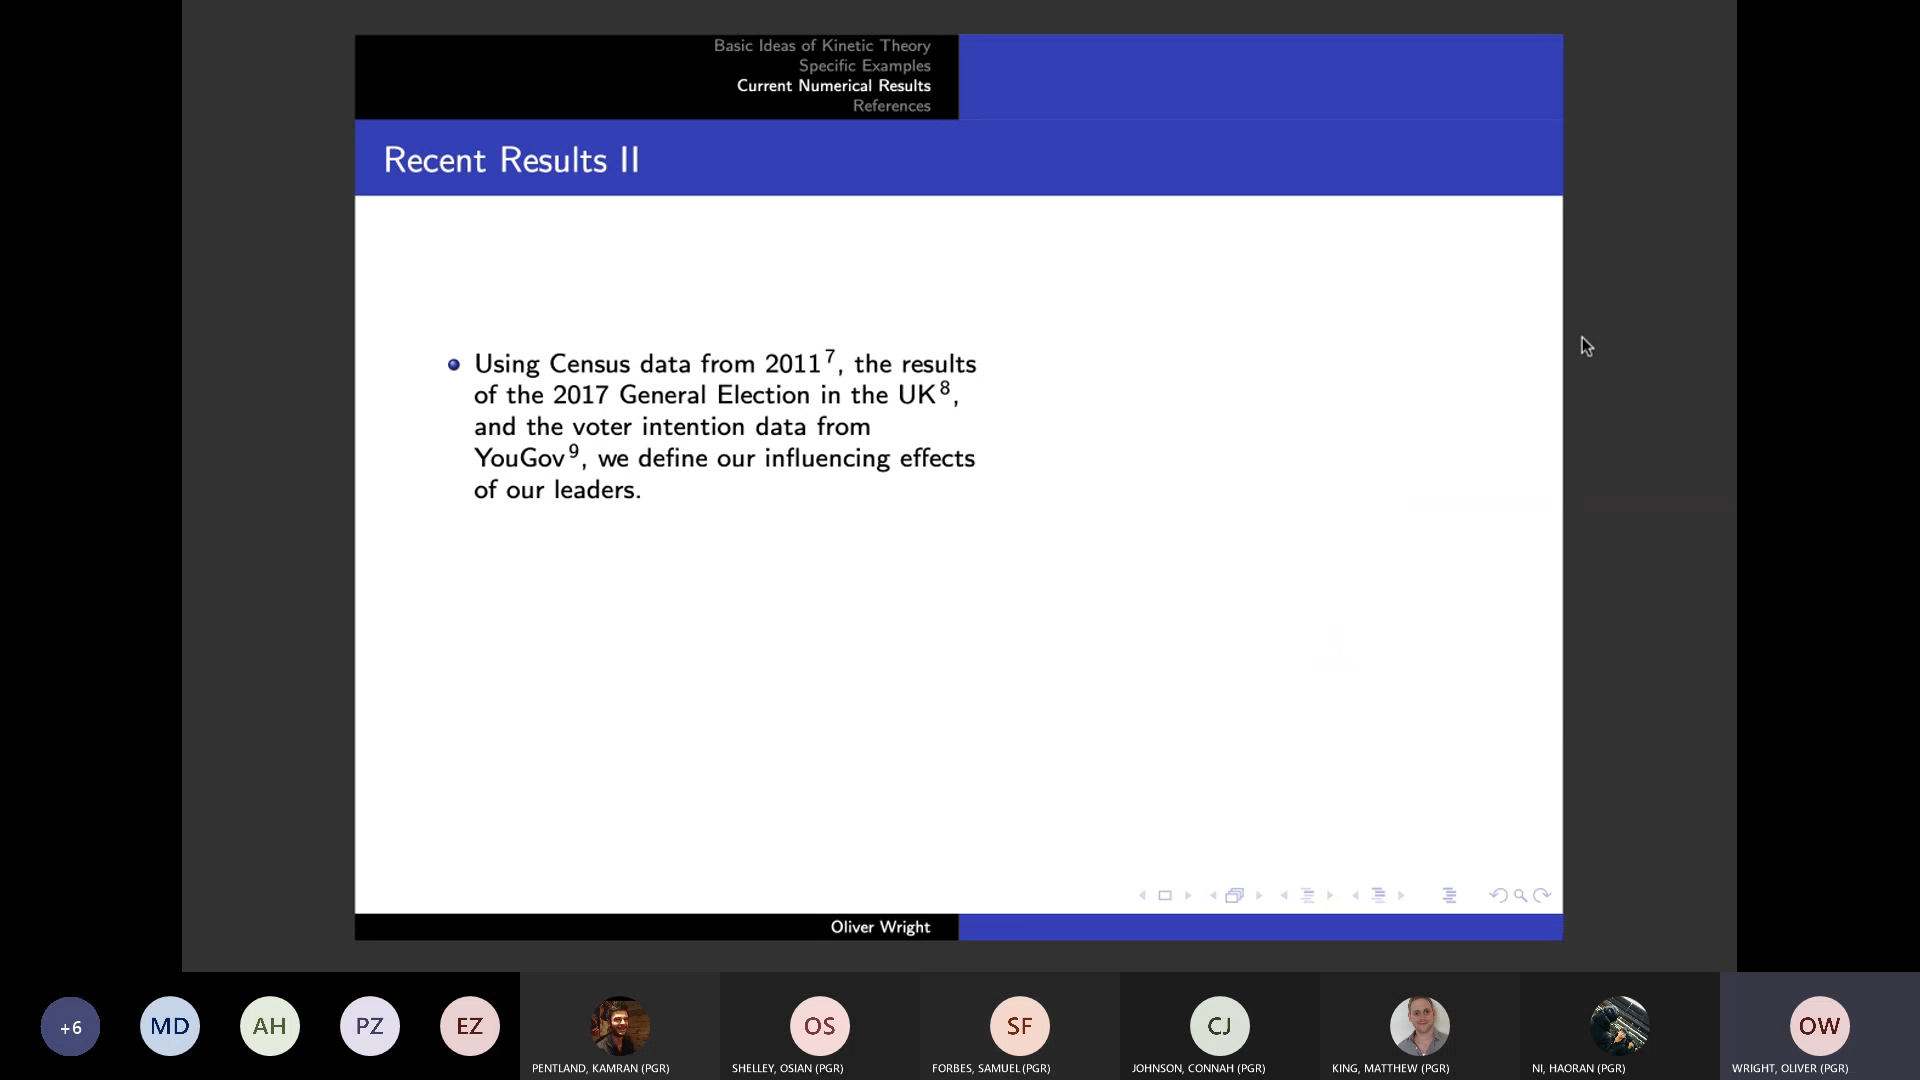 Basic Ideas of Kinetic Theory
Specific Examples
Current Numerical Results
References
Recent Results II
Using Census data from 2011⁷, the results
of the 2017 General Election in the UK⁸,
and the voter intention data from
YouGov⁹, we define our influencing effects
of our leaders.
Oliver Wright
+6
MD
AH
PZ
EZ
OS
SF
CJ
OW
PENTLAND, KAMRAN (PGR)
SHELLEY, OSIAN (PGR)
FORBES, SAMUEL (PGR)
JOHNSON, CONNAH (PGR)
KING, MATTHEW (PGR)
NI, HAORAN (PGR)
WRIGHT, OLIVER (PGR)